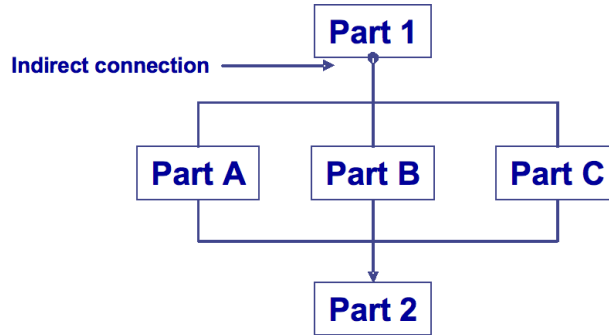 Part 1
Indirect connection
Part A
Part B
Part C
Part 2